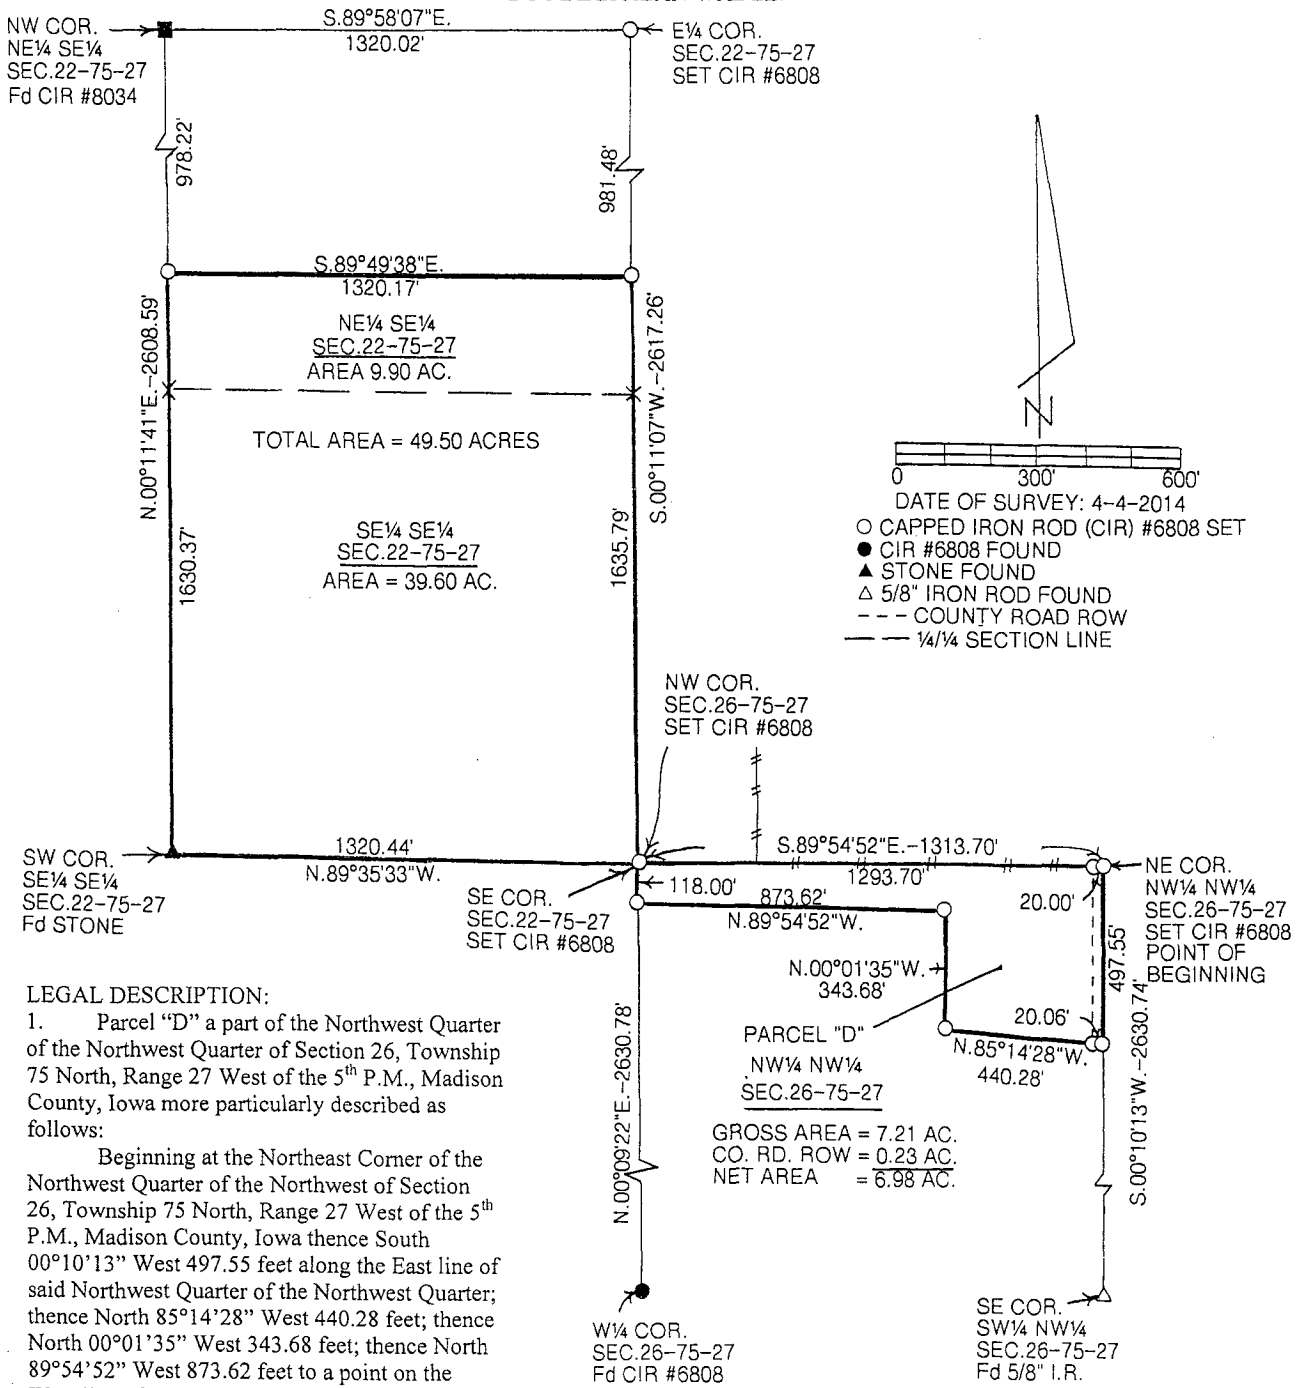 S.89°58'07"E.
1320.02'
NW COR.
NE¼ SE¼
SEC.22-75-27
Fd CIR #8034
E¼ COR.
SEC.22-75-27
SET CIR #6808
978.22'
981.48'
S.89°49'38"E.
1320.17'
NE¼ SE¼
SEC.22-75-27
AREA 9.90 AC.
N.00°11'41"E.-2608.59'
S.00°11'07"W.-2617.26'
TOTAL AREA = 49.50 ACRES
SE¼ SE¼
SEC.22-75-27
AREA = 39.60 AC.
1630.37'
1635.79'
N
0 300' 600'
DATE OF SURVEY: 4-4-2014
CAPPED IRON ROD (CIR) #6808 SET
CIR #6808 FOUND
STONE FOUND
5/8" IRON ROD FOUND
COUNTY ROAD ROW
¼/¼ SECTION LINE
NW COR.
SEC.26-75-27
SET CIR #6808
1320.44'
N.89°35'33"W.
SW COR.
SE¼ SE¼
SEC.22-75-27
Fd STONE
SE COR.
SEC.22-75-27
SET CIR #6808
S.89°54'52"E.-1313.70'
1293.70'
118.00'
873.62'
N.89°54'52"W.
20.00'
NE COR.
NW¼ NW¼
SEC.26-75-27
SET CIR #6808
POINT OF
BEGINNING
497.55'
N.00°01'35"W.
343.68'
20.06'
N.85°14'28"W.
440.28'
PARCEL "D"
NW¼ NW¼
SEC.26-75-27
GROSS AREA = 7.21 AC.
CO. RD. ROW = 0.23 AC.
NET AREA = 6.98 AC.
N.00°09'22"E.-2630.78'
S.00°10'13"W.-2630.74'
W¼ COR.
SEC.26-75-27
Fd CIR #6808
SE COR.
SW¼ NW¼
SEC.26-75-27
Fd 5/8" I.R.
LEGAL DESCRIPTION:
1. Parcel “D” a part of the Northwest Quarter
of the Northwest Quarter of Section 26, Township
75 North, Range 27 West of the 5th P.M., Madison
County, Iowa more particularly described as
follows:
Beginning at the Northeast Corner of the
Northwest Quarter of the Northwest of Section
26, Township 75 North, Range 27 West of the 5th
P.M., Madison County, Iowa thence South
00°10’13” West 497.55 feet along the East line of
said Northwest Quarter of the Northwest Quarter;
thence North 85°14’28” West 440.28 feet; thence
North 00°01’35” West 343.68 feet; thence North
89°54’52” West 873.62 feet to a point on the